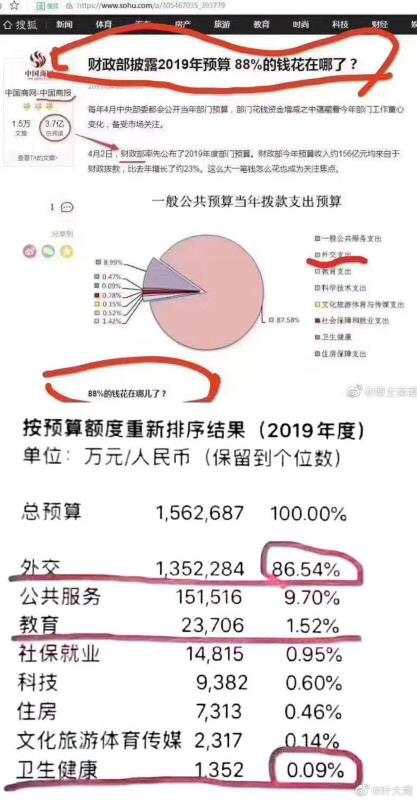 搜狐
https://www.sohu.com/a/305467035_393779
搜狐
新闻
体育
汽车
房产
旅游
教育
时尚
科技
财经
财政部披露2019年预算 88%的钱花在哪了？
中国商网
中国商网-中国商报
1.5万
文章
3.7亿
总阅读
查看TA的文章>
1
分享到
每年4月中央部委都会公开当年部门预算，部门花钱资金增减之中蕴藏着今年部门工作重心
变化，备受市场关注。
4月2日，财政部率先公布了2019年度部门预算。财政部今年预算收入约156亿元均来自于
财政拨款，比去年增长了约23%。这么大一笔钱怎么花也成为关注焦点。
一般公共预算当年拨款支出预算
8.99%
0.47%
0.09%
0.38%
0.15%
0.52%
1.42%
87.58%
一般公共服务支出
外交支出
教育支出
科学技术支出
文化旅游体育与传媒支出
社会保障和就业支出
卫生健康
住房保障支出
88%的钱花在哪儿了？
按预算额度重新排序结果（2019年度）
单位：万元/人民币（保留到个位数）
总预算 1,562,687 100.00%
外交 1,352,284 86.54%
公共服务 151,516 9.70%
教育 23,706 1.52%
社保就业 14,815 0.95%
科技 9,382 0.60%
住房 7,313 0.46%
文化旅游体育传媒 2,317 0.14%
卫生健康 1,352 0.09%